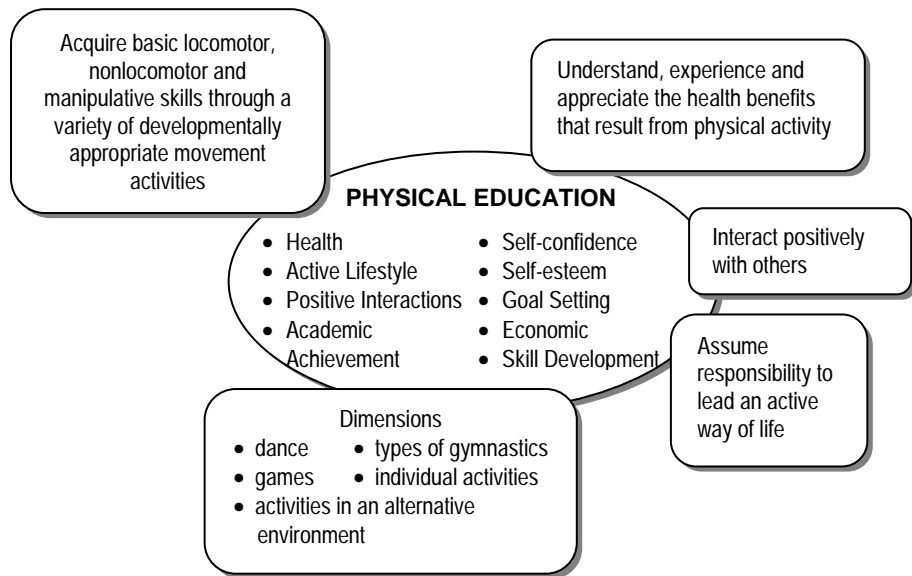 Acquire basic locomotor,
nonlocomotor and
manipulative skills through a
variety of developmentally
appropriate movement
activities
Understand, experience and
appreciate the health benefits
that result from physical activity
PHYSICAL EDUCATION
• Health
• Active Lifestyle
• Positive Interactions
• Academic
Achievement
• Self-confidence
• Self-esteem
• Goal Setting
• Economic
• Skill Development
Interact positively
with others
Assume
responsibility to
lead an active
way of life
Dimensions
• dance • types of gymnastics
• games • individual activities
• activities in an alternative
environment